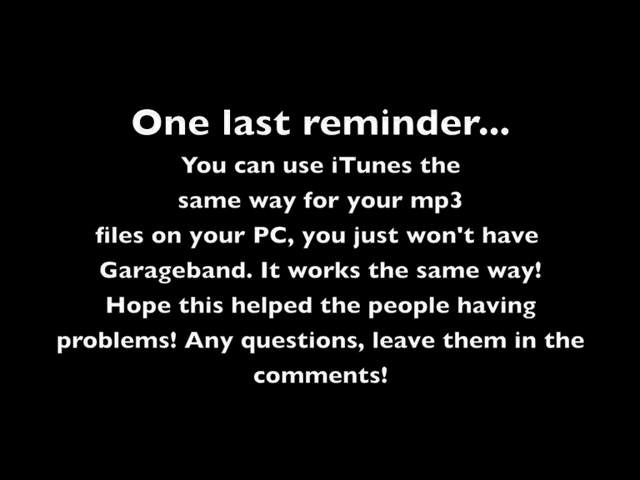 One last reminder...
You can use iTunes the
same way for your mp3
files on your PC, you just won't have
Garageband. It works the same way!
Hope this helped the people having
problems! Any questions, leave them in the
comments!